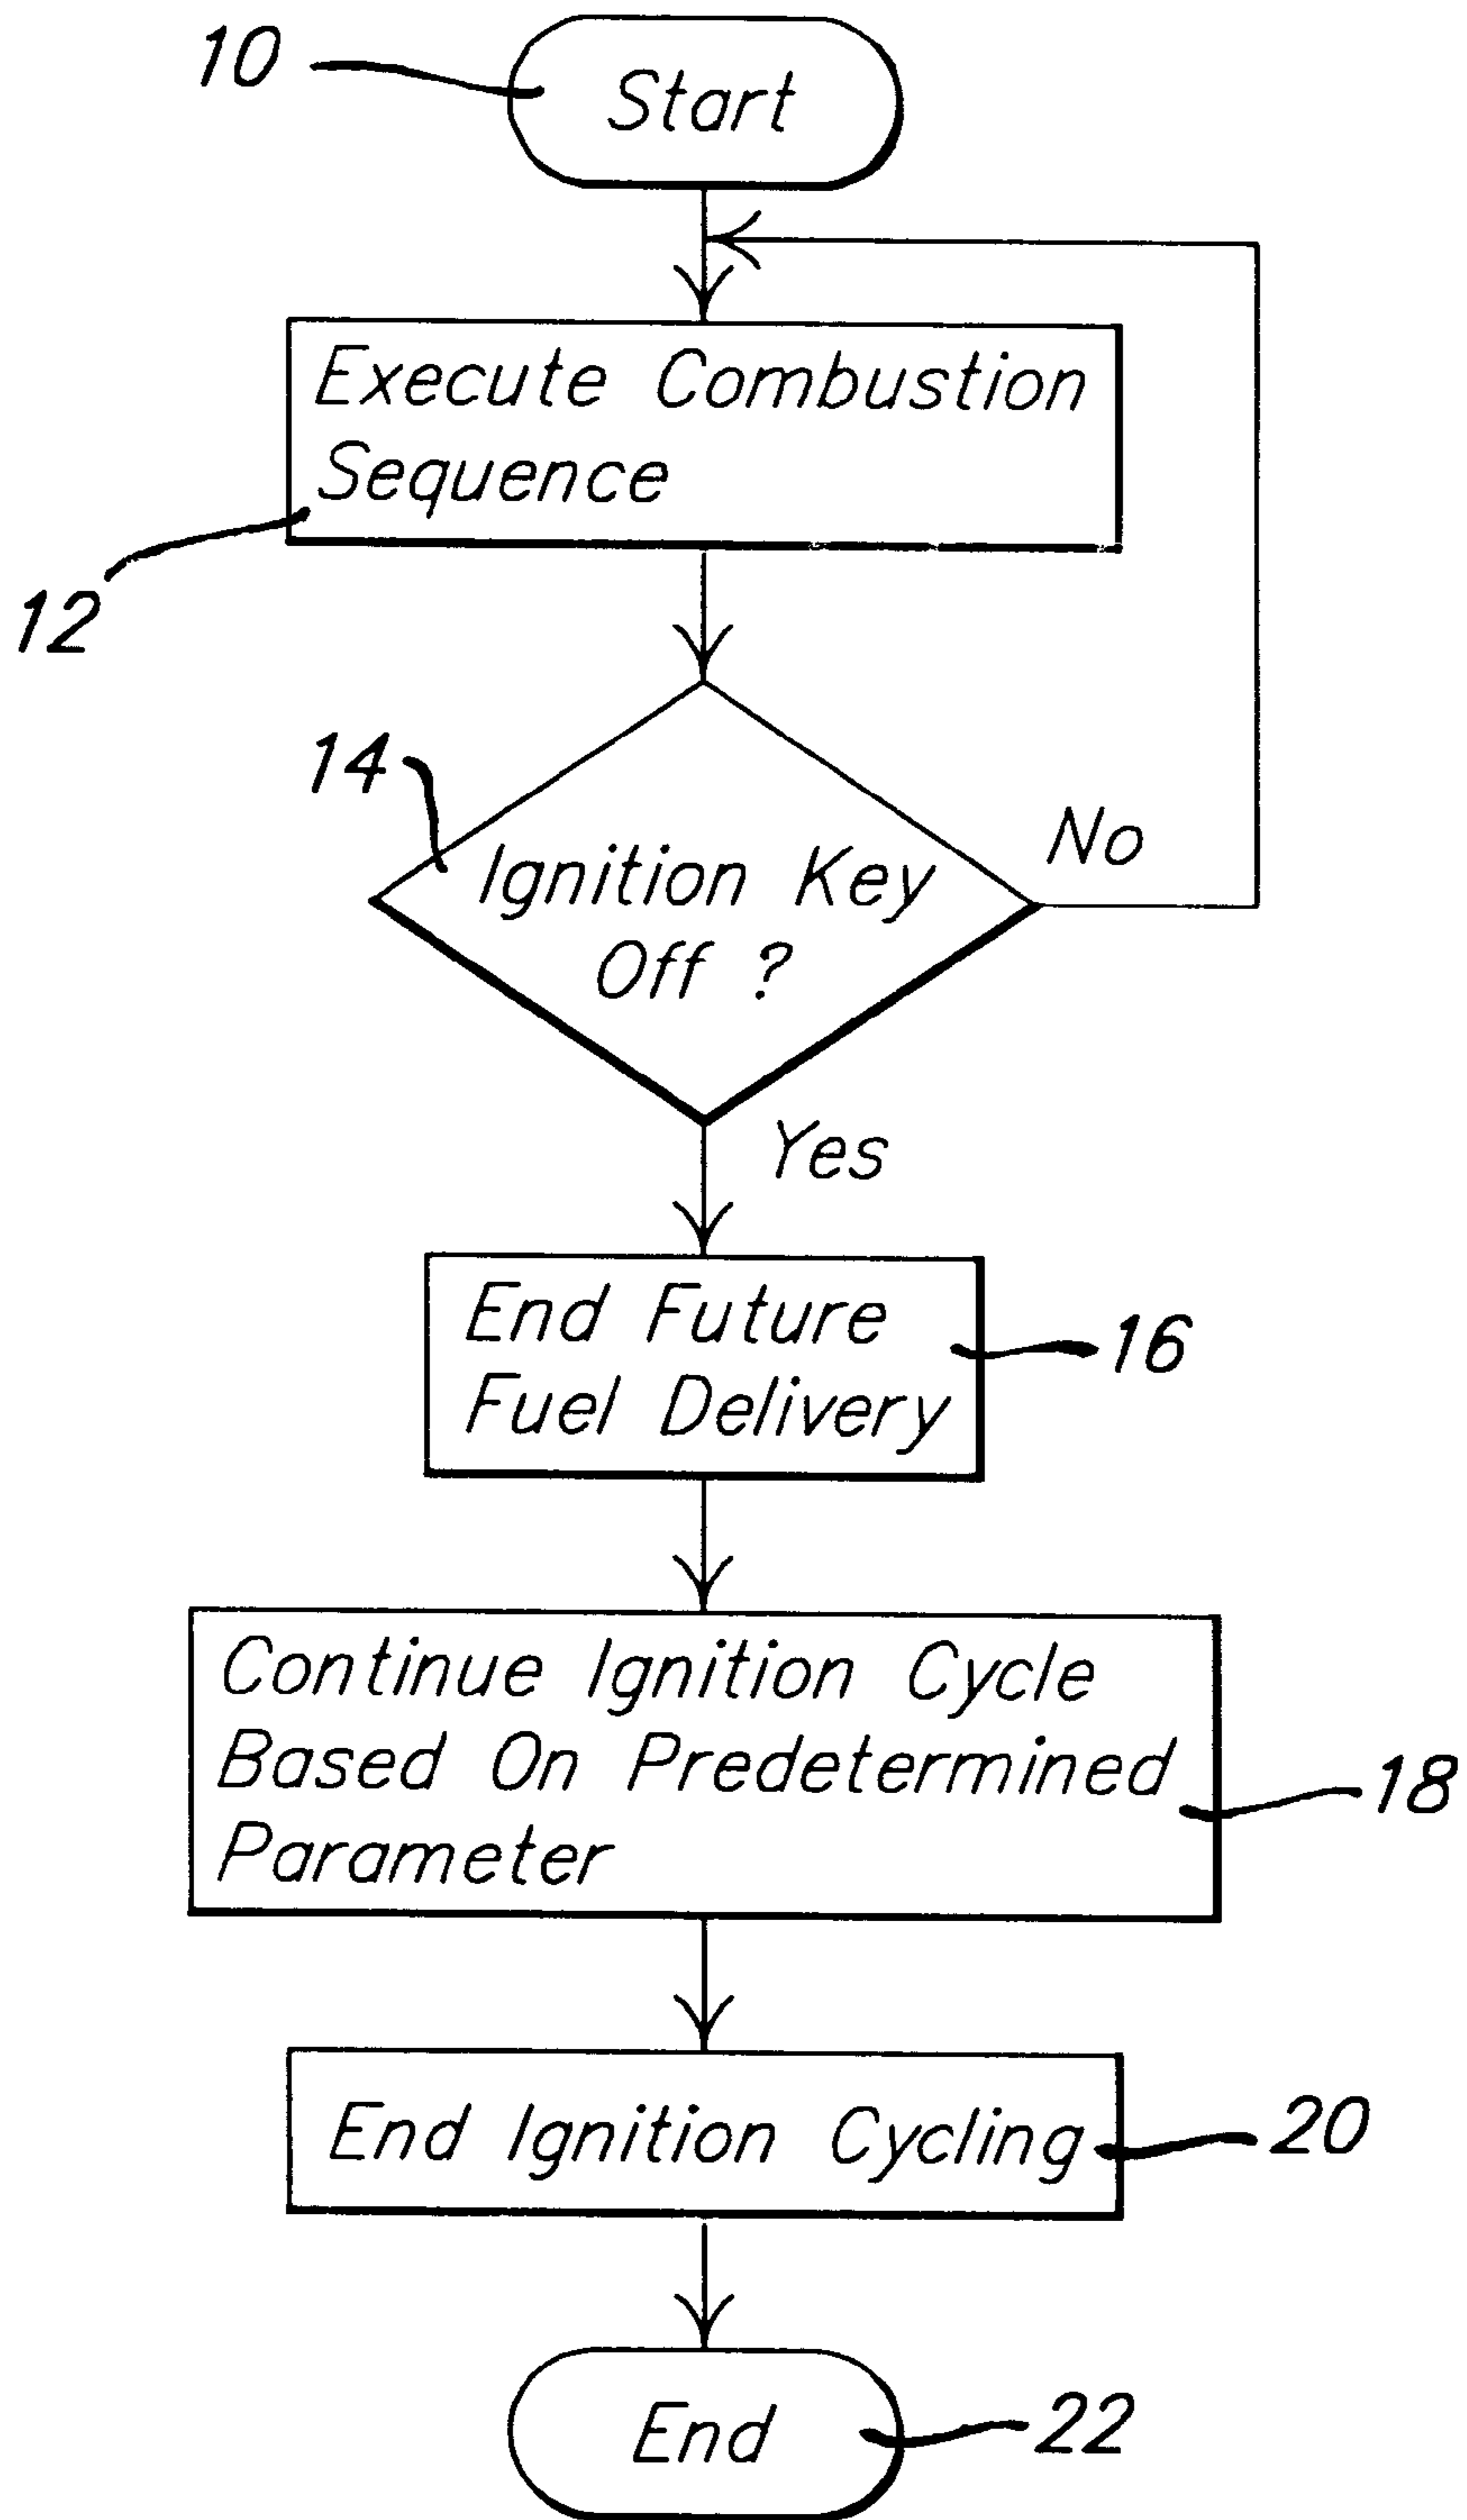 10
Start
Execute Combustion
Sequence
12
14
Ignition Key
Off ?
No
Yes
End Future
Fuel Delivery
16
Continue Ignition Cycle
Based On Predetermined
Parameter
18
End Ignition Cycling
20
End
22